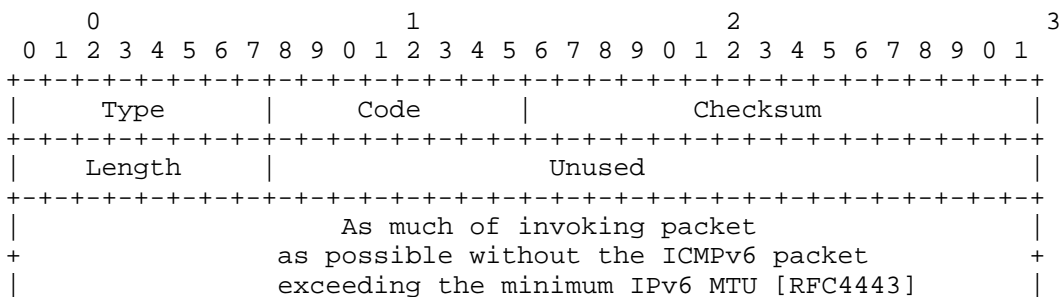 0                   1                   2                   3
0 1 2 3 4 5 6 7 8 9 0 1 2 3 4 5 6 7 8 9 0 1 2 3 4 5 6 7 8 9 0 1
+-+-+-+-+-+-+-+-+-+-+-+-+-+-+-+-+-+-+-+-+-+-+-+-+-+-+-+-+-+-+-+-+
|     Type      |     Code      |          Checksum             |
+-+-+-+-+-+-+-+-+-+-+-+-+-+-+-+-+-+-+-+-+-+-+-+-+-+-+-+-+-+-+-+-+
|    Length     |                 Unused                        |
+-+-+-+-+-+-+-+-+-+-+-+-+-+-+-+-+-+-+-+-+-+-+-+-+-+-+-+-+-+-+-+-+
|                    As much of invoking packet                 |
+                as possible without the ICMPv6 packet          +
|                exceeding the minimum IPv6 MTU [RFC4443]       |